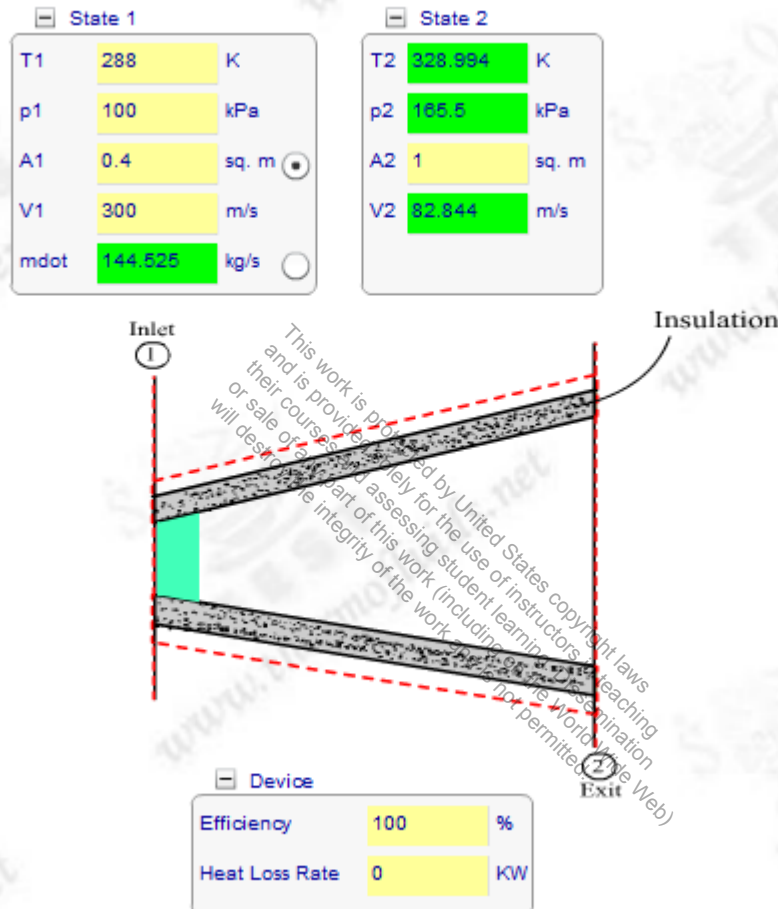 State 1
T1 288 K
p1 100 kPa
A1 0.4 sq. m
V1 300 m/s
mdot 144.525 kg/s
State 2
T2 328.994 K
p2 165.5 kPa
A2 1 sq. m
V2 82.844 m/s
Inlet
1
Insulation
This work is protected by United States copyright laws
and is provided solely for the use of instructors in teaching
their courses and assessing student learning. Dissemination
or sale of any part of this work (including on the World Wide Web)
will destroy the integrity of the work and is not permitted.
2
Exit
Device
Efficiency 100 %
Heat Loss Rate 0 KW